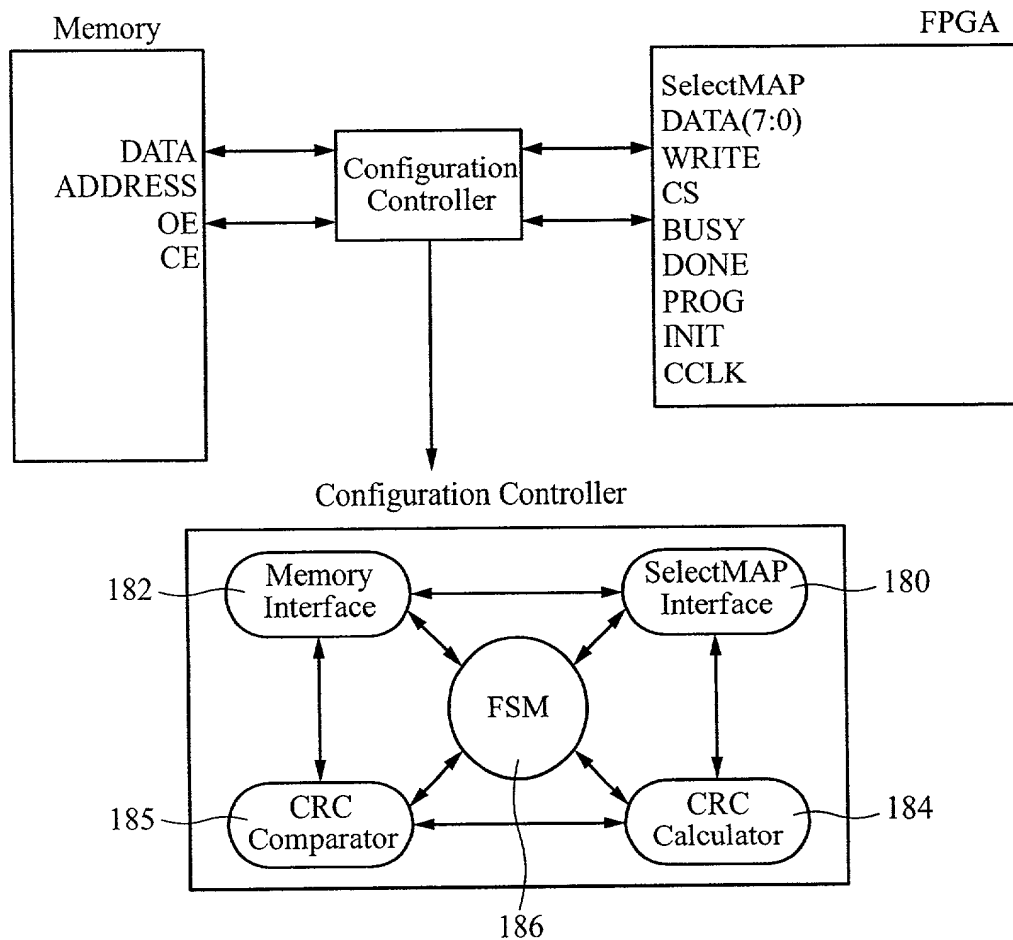 Memory
FPGA
DATA
ADDRESS
OE
CE
Configuration
Controller
SelectMAP
DATA(7:0)
WRITE
CS
BUSY
DONE
PROG
INIT
CCLK
Configuration Controller
182
Memory
Interface
SelectMAP
Interface
180
FSM
185
CRC
Comparator
CRC
Calculator
184
186